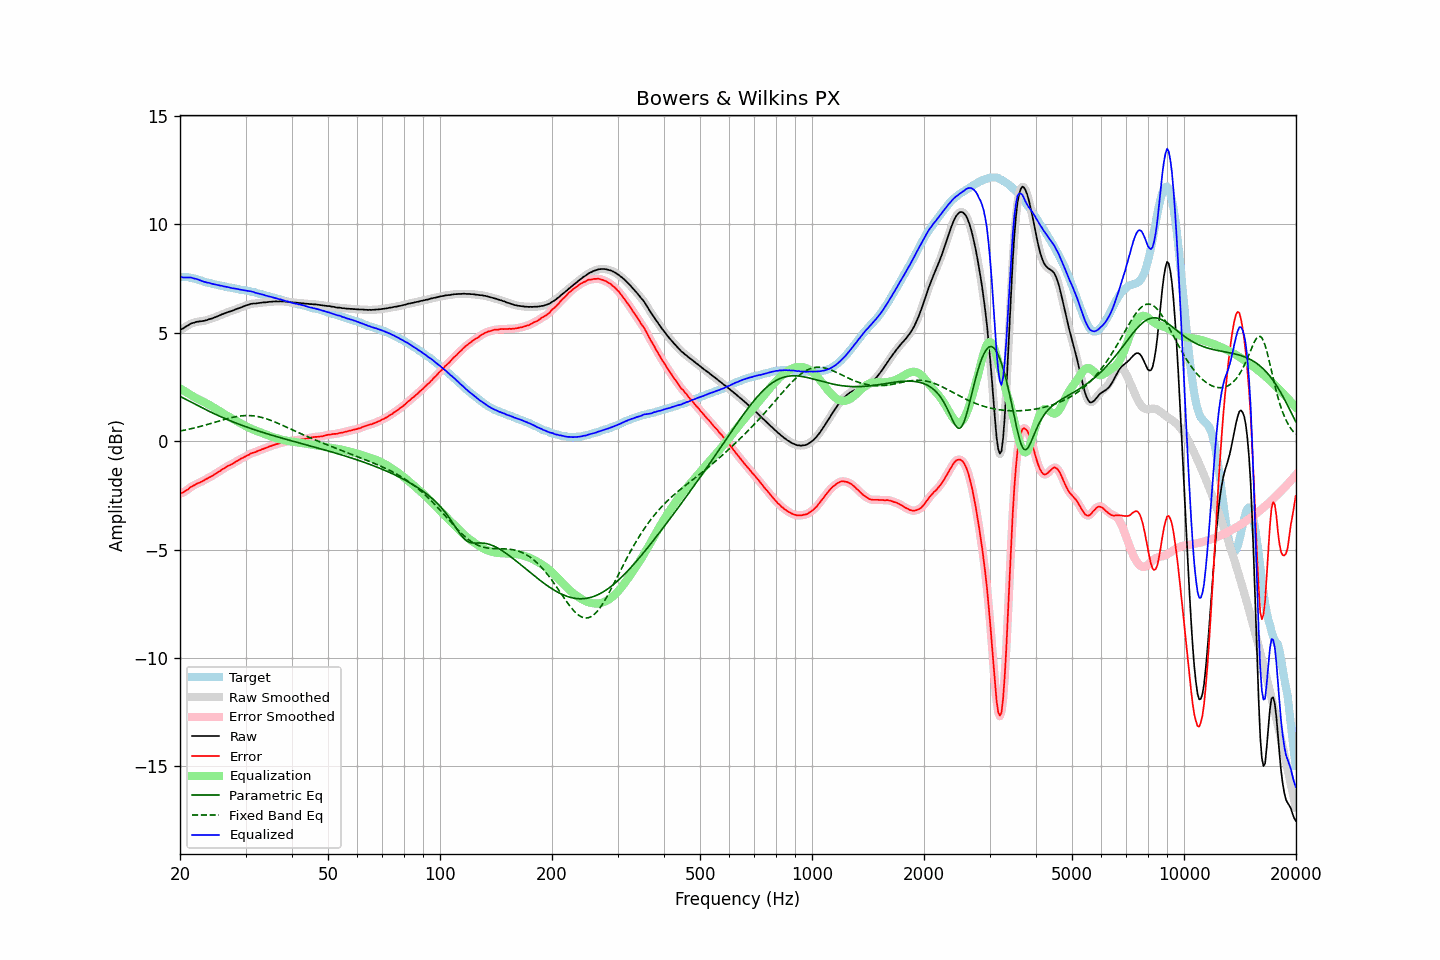 Bowers & Wilkins PX
15
10
5
0
−5
−10
−15
Amplitude (dBr)
Target
Raw Smoothed
Error Smoothed
Raw
Error
Equalization
Parametric Eq
Fixed Band Eq
Equalized
20 50 100 200 500 1000 2000 5000 10000 20000
Frequency (Hz)